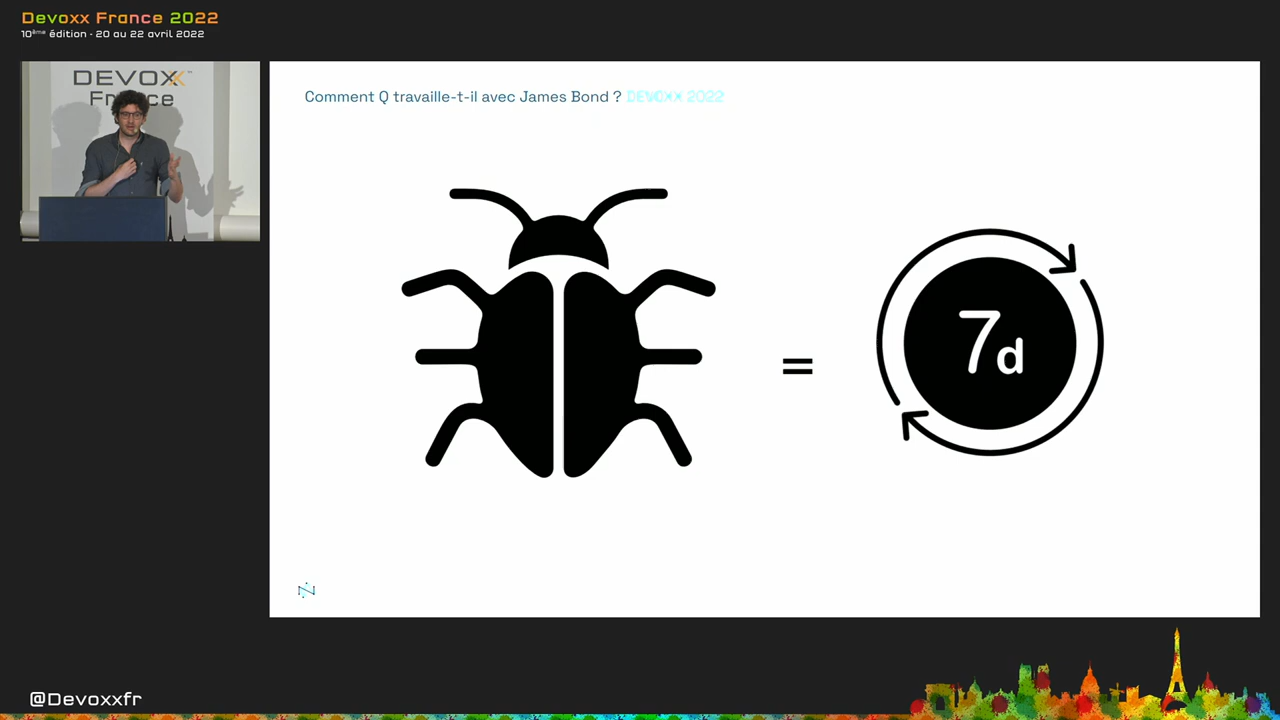 Devoxx France 2022
10ème édition - 20 au 22 avril 2022
DEVOXX™
France
Comment Q travaille-t-il avec James Bond ? DEVOXX 2022
=
7d
@Devoxxfr